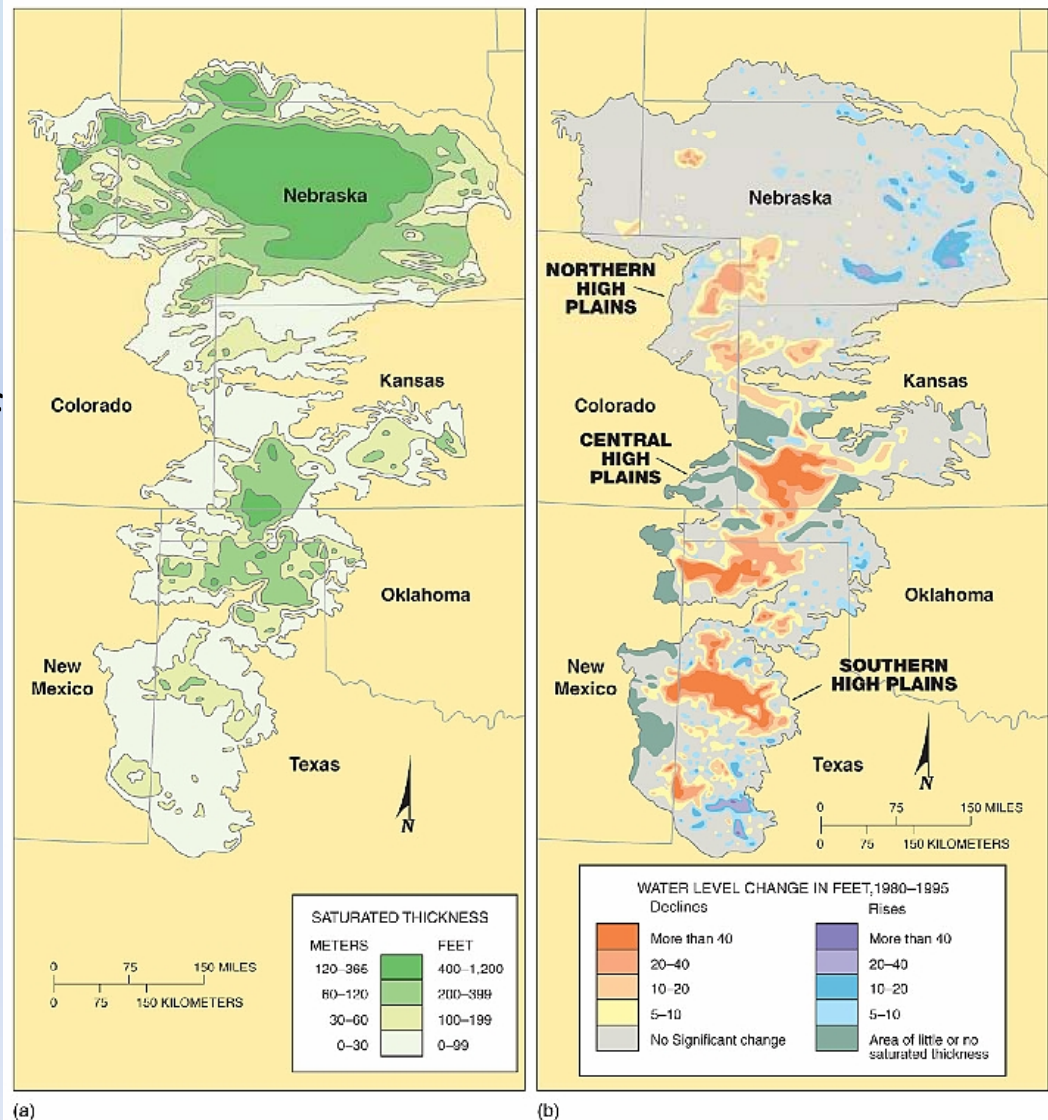 Nebraska
Colorado
Kansas
Oklahoma
New
Mexico
Texas
N
0 75 150 MILES
0 75 150 KILOMETERS
SATURATED THICKNESS
METERS FEET
120–365 400–1,200
60–120 200–399
30–60 100–199
0–30 0–99
(a)
Nebraska
NORTHERN
HIGH
PLAINS
Kansas
Colorado
CENTRAL
HIGH
PLAINS
Oklahoma
New
Mexico
SOUTHERN
HIGH PLAINS
Texas
N
0 75 150 MILES
0 75 150 KILOMETERS
WATER LEVEL CHANGE IN FEET,1980–1995
Declines Rises
More than 40 More than 40
20–40 20–40
10–20 10–20
5–10 5–10
No Significant change Area of little or no
saturated thickness
(b)